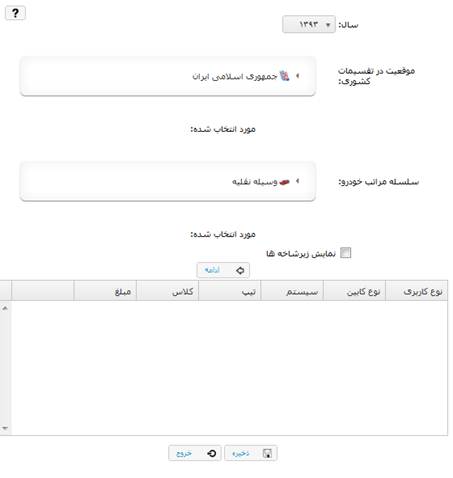 ?
سال: ۱۳۹۳
موقعیت در تقسیمات
کشوری:
جمهوری اسلامی ایران
مورد انتخاب شده:
سلسله مراتب خودرو:
وسیله نقلیه
مورد انتخاب شده:
نمایش زیرشاخه ها
ادامه
نوع کاربری نوع کابین سیستم تیپ کلاس مبلغ
ذخیره خروج